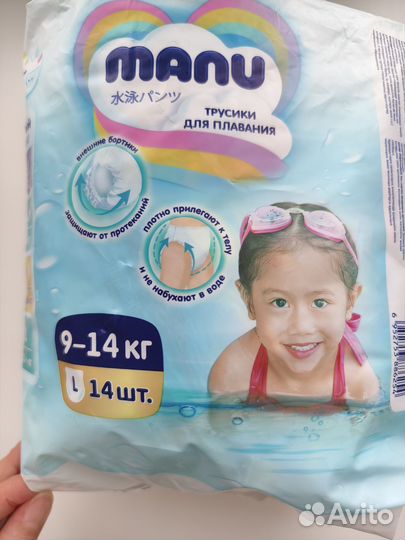 manu
水泳パンツ
ТРУСИКИ
ДЛЯ ПЛАВАНИЯ
внешние бортики
защищают от протеканий
плотно прилегают к телу
и не набухают в воде
9-14 кг
L 14 шт.
Avito